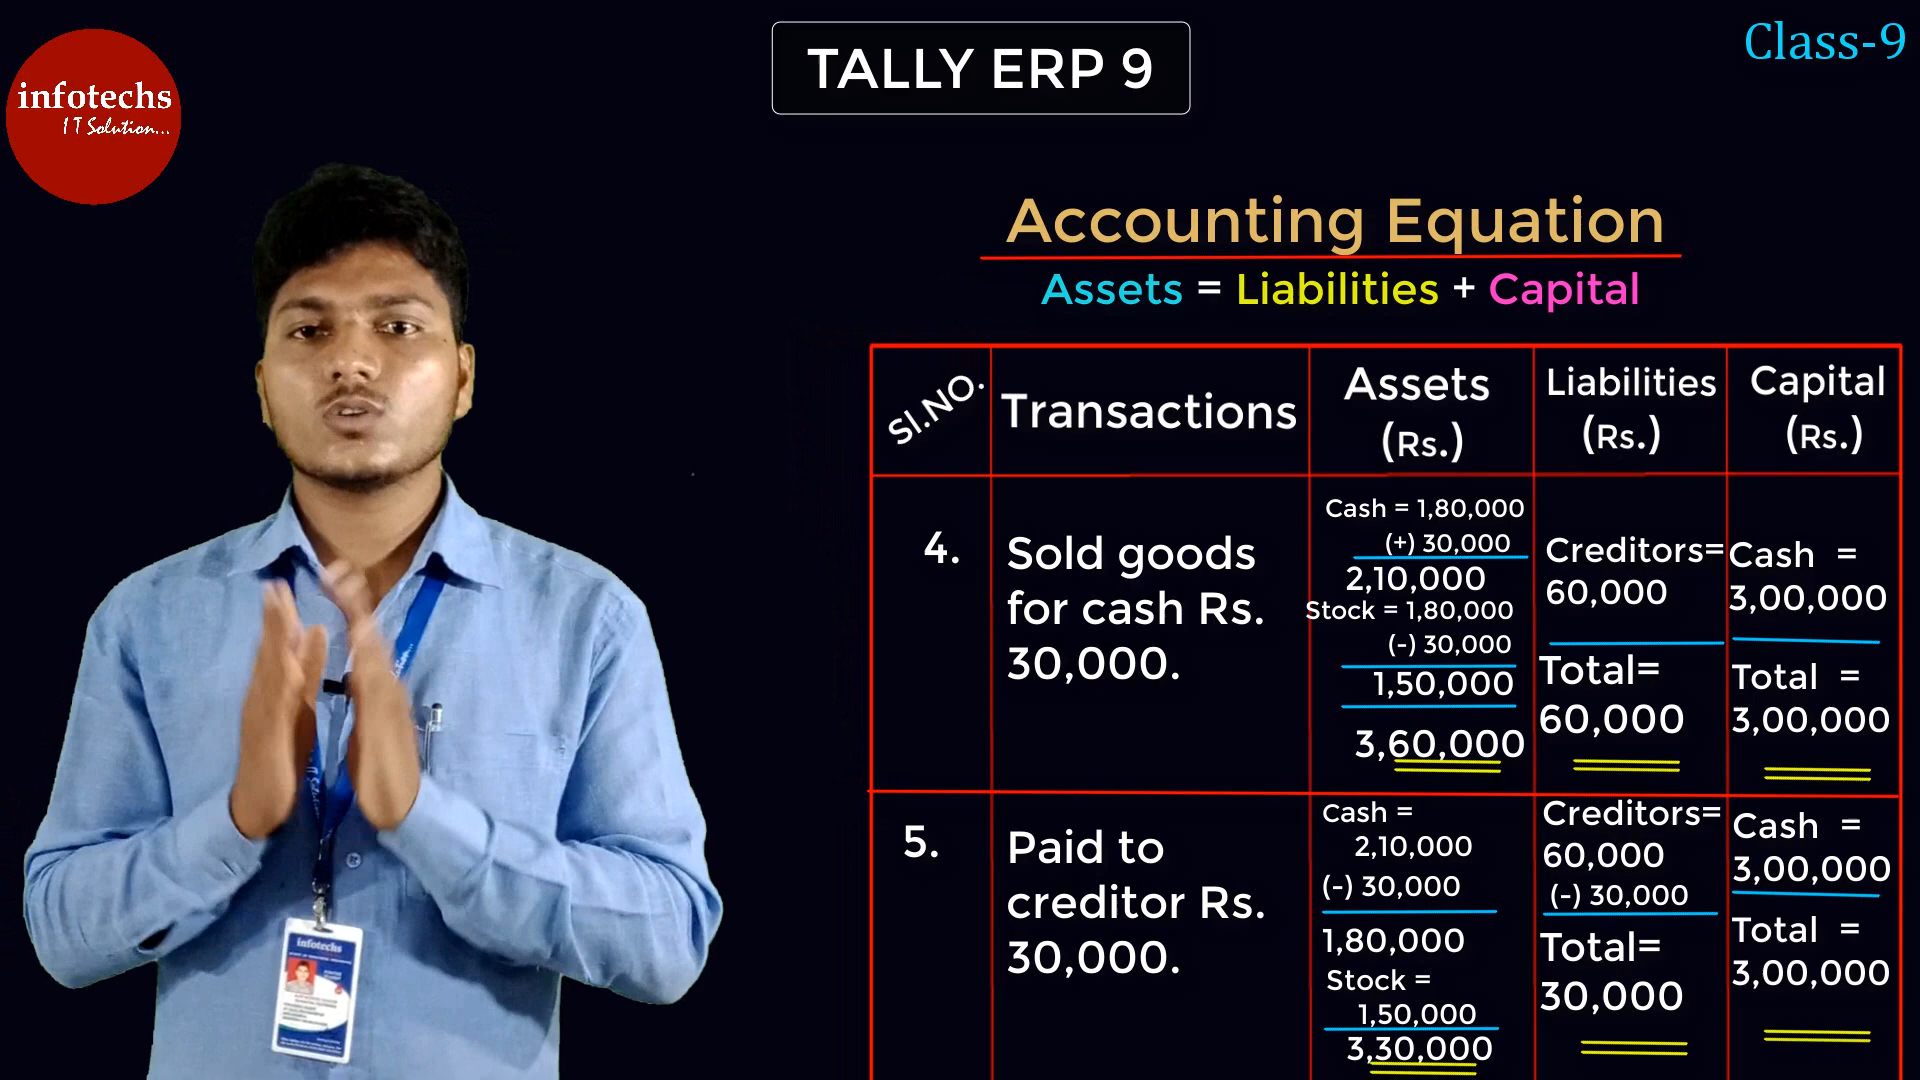 infotechs
IT Solution...
TALLY ERP 9
Class-9
Accounting Equation
Assets = Liabilities + Capital
Sl.NO.
Transactions
Assets
(Rs.)
Liabilities
(Rs.)
Capital
(Rs.)
4.
Sold goods
for cash Rs.
30,000.
Cash = 1,80,000
(+) 30,000
2,10,000
Stock = 1,80,000
(-) 30,000
1,50,000
3,60,000
Creditors=
60,000
Total=
60,000
Cash =
3,00,000
Total =
3,00,000
5.
Paid to
creditor Rs.
30,000.
Cash =
2,10,000
(-) 30,000
1,80,000
Stock =
1,50,000
3,30,000
Creditors=
60,000
(-) 30,000
Total=
30,000
Cash =
3,00,000
Total =
3,00,000
infotechs